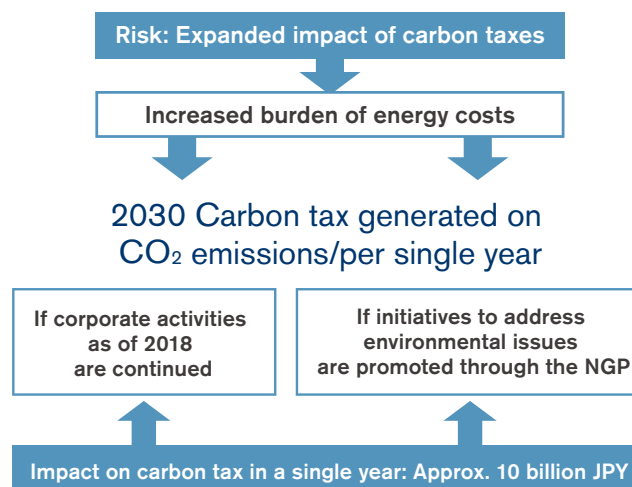 Risk: Expanded impact of carbon taxes
Increased burden of energy costs
2030 Carbon tax generated on
CO₂ emissions/per single year
If corporate activities
as of 2018
are continued
If initiatives to address
environmental issues
are promoted through the NGP
Impact on carbon tax in a single year: Approx. 10 billion JPY